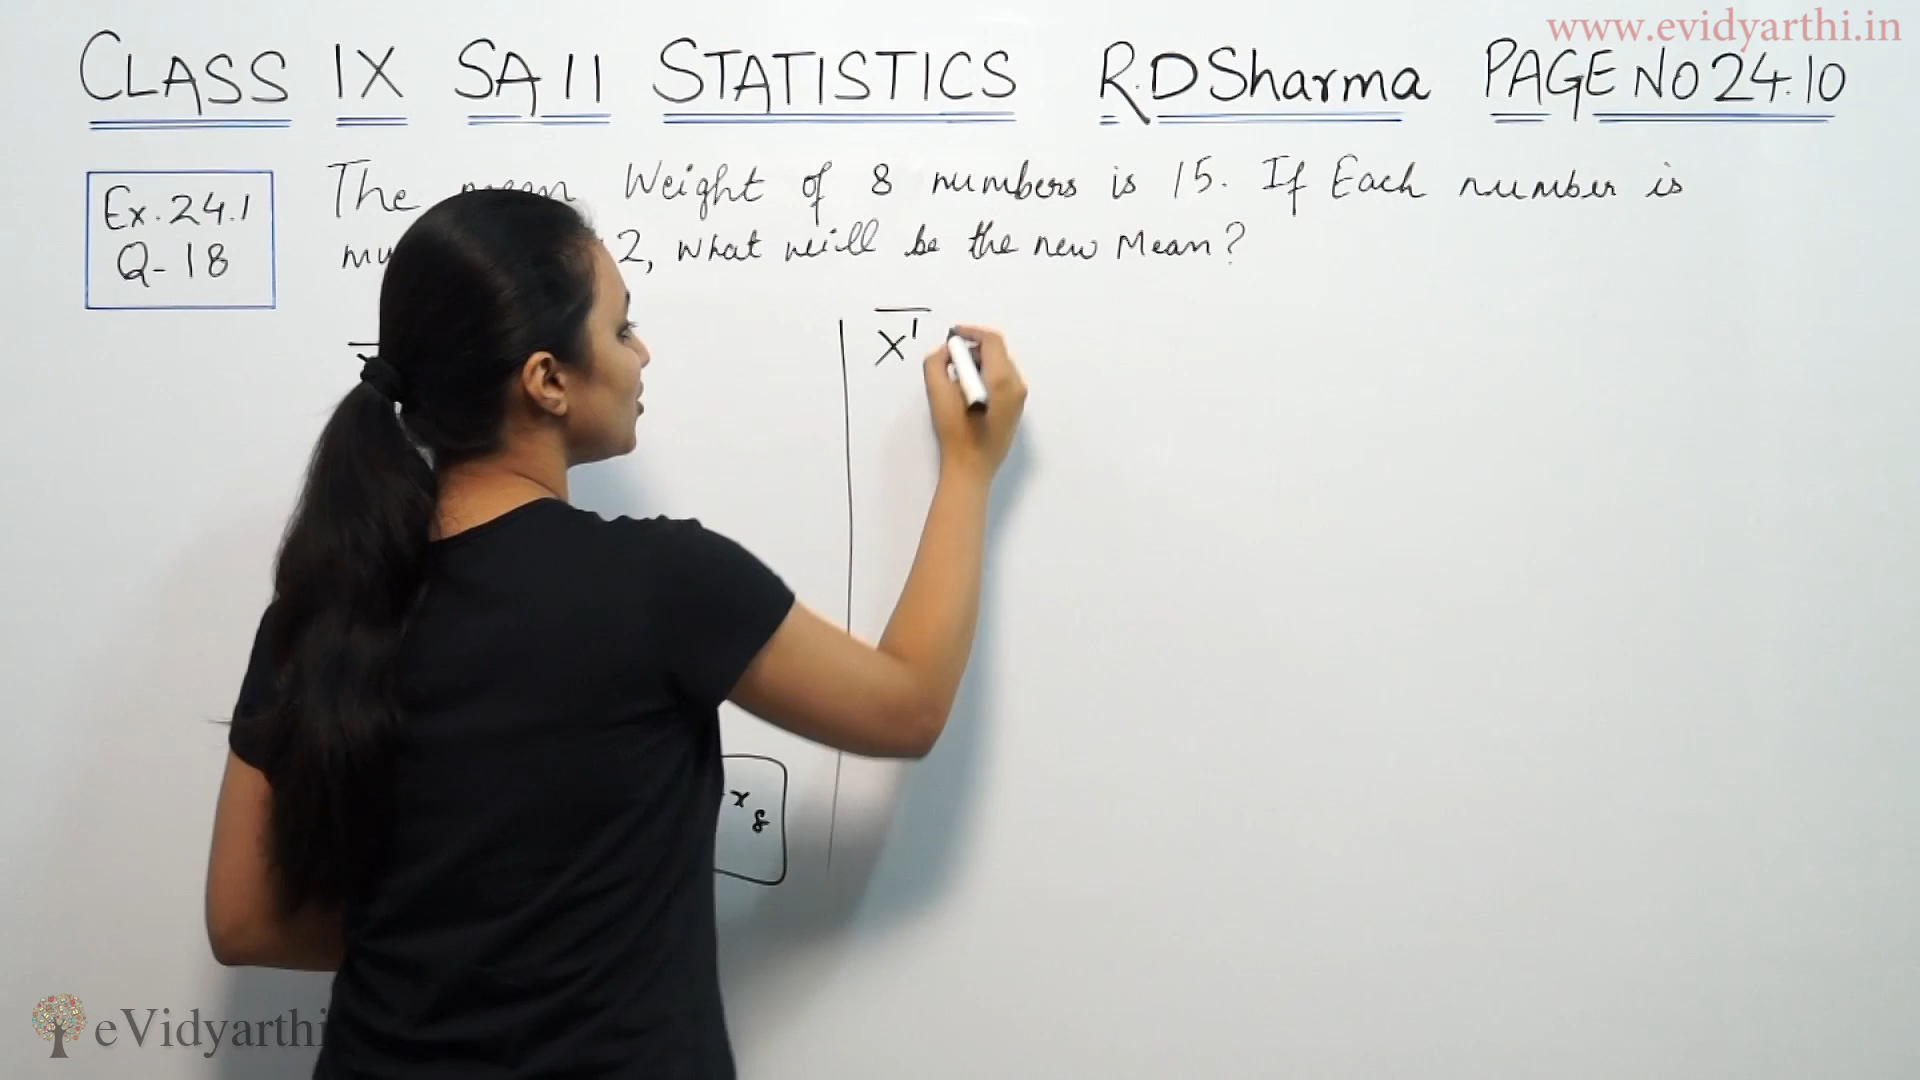 www.evidyarthi.in
CLASS IX SA II STATISTICS R.D Sharma PAGE NO 24.10
Ex. 24.1
Q-18
The mean Weight of 8 numbers is 15. If Each number is
2, what will be the new Mean?
X'
x8
eVidyarthi